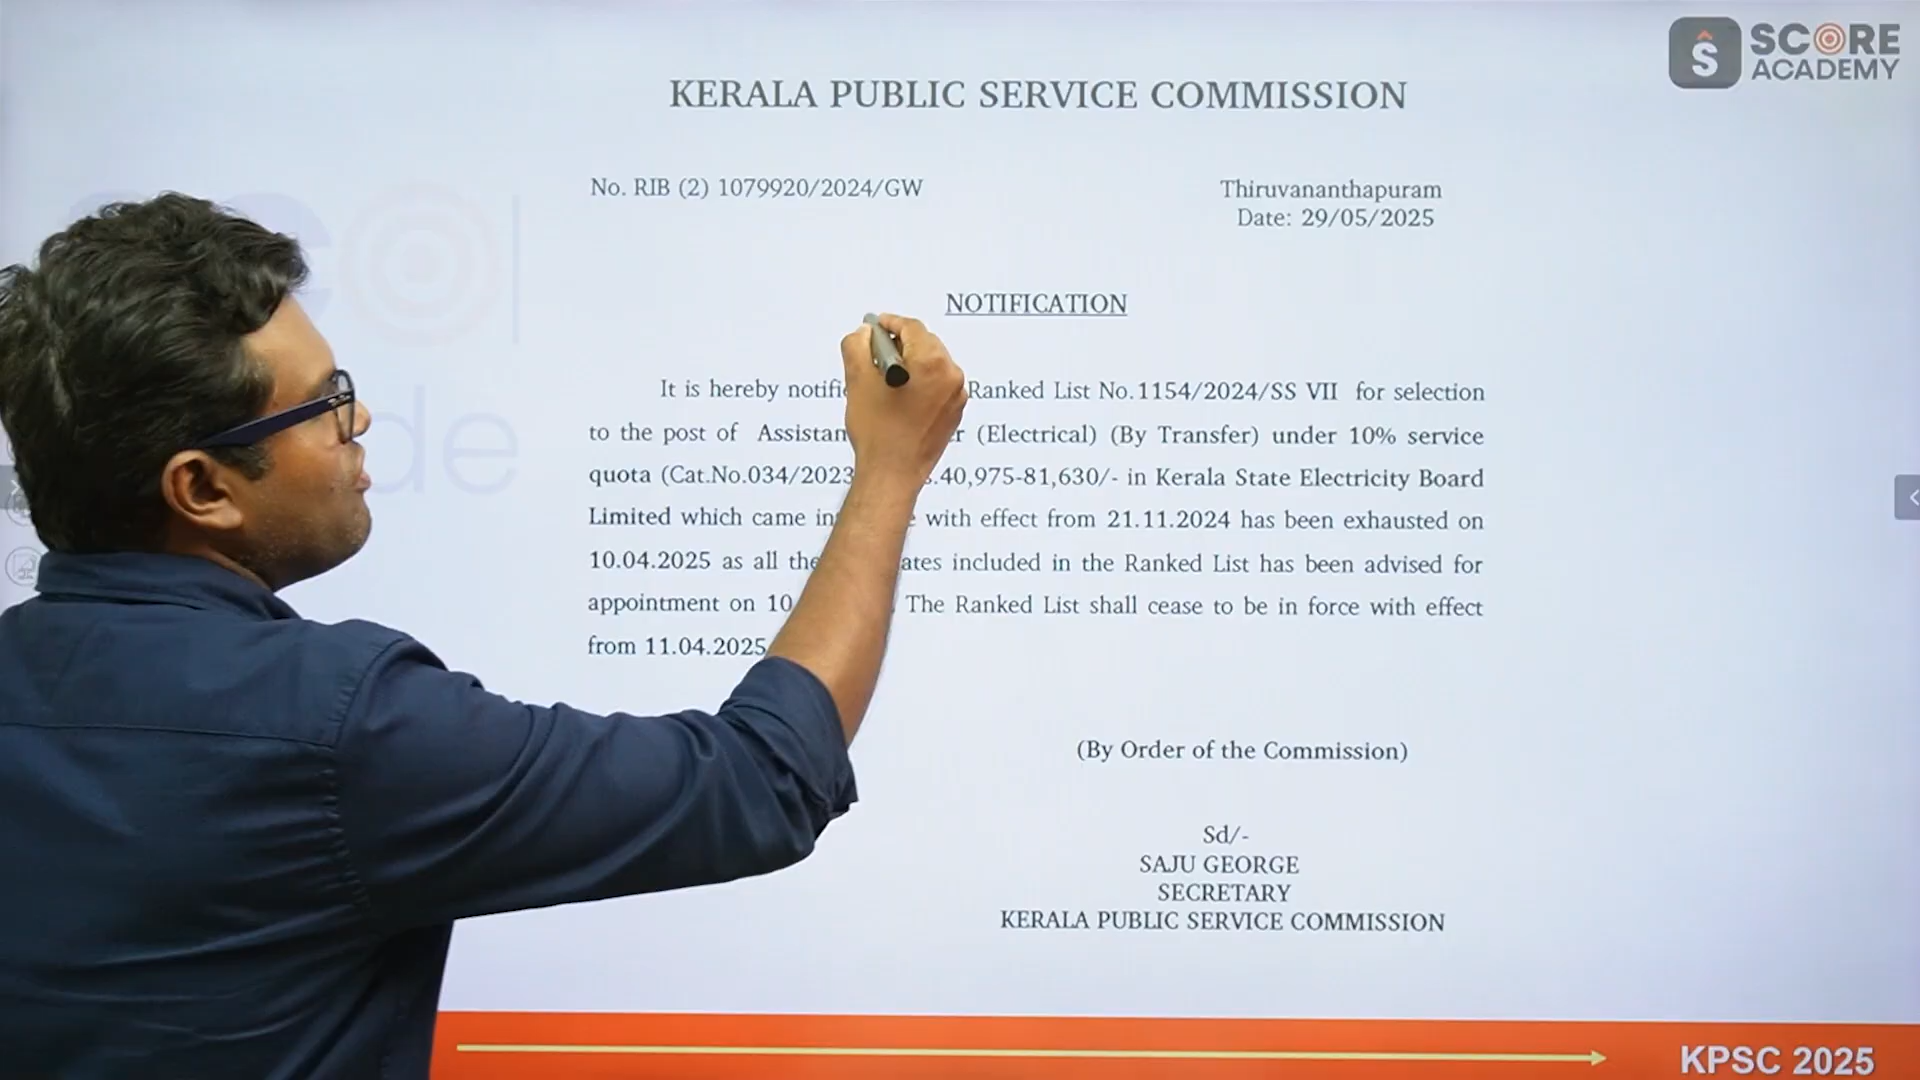 SCORE
ACADEMY
KERALA PUBLIC SERVICE COMMISSION
No. RIB (2) 1079920/2024/GW
Thiruvananthapuram
Date: 29/05/2025
NOTIFICATION
It is hereby Ranked List No.1154/2024/SS VII for selection
to the post of (Electrical) (By Transfer) under 10% service
quota (Cat.No.034/2023 40,975-81,630/- in Kerala State Electricity Board
Limited which came with effect from 21.11.2024 has been exhausted on
10.04.2025 as all included in the Ranked List has been advised for
appointment on 10 The Ranked List shall cease to be in force with effect
from 11.04.2025
(By Order of the Commission)
Sd/-
SAJU GEORGE
SECRETARY
KERALA PUBLIC SERVICE COMMISSION
KPSC 2025